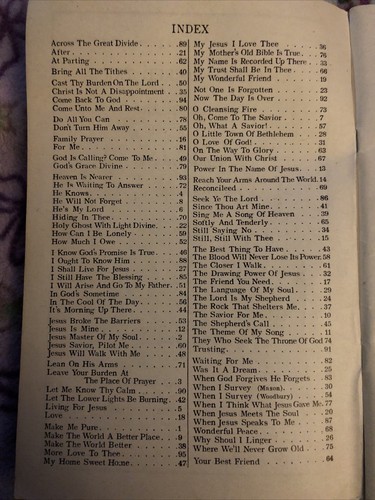 INDEX
Across The Great Divide . . 89
After . . . . . 21
At Parting . . . . 62
Bring All The Tithes . . . 40
Cast Thy Burden On The Lord . 50
Christ Is Not A Disappointment . 35
Come Back To God . . . 94
Come Unto Me And Rest . . 80
Do All You Can . . . . 78
Don't Turn Him Away . . . 55
Family Prayer . . . . 16
For Me . . . . . 81
God Is Calling? Come To Me . . 49
God's Grace Divine . . . 79
Heaven Is Nearer . . . 93
He Is Waiting To Answer . . 72
He Knows . . . . . 4
He Will Not Forget . . . 8
He's My Lord . . . . 6
Hiding In Thee . . . . 70
Holy Ghost With Light Divine . . 22
How Can I Be Lonely . . . 59
How Much I Owe . . . . 52
I Know God's Promise Is True . . 46
I Ought To Know Him . . . 88
I Shall Live For Jesus . . . 27
I Still Have The Blessing . . 85
I Will Arise And Go To My Father . 51
In God's Sometime . . . 84
In The Cool Of The Day . . . 56
It's Morning Up There . . . 44
Jesus Broke The Barriers . . 53
Jesus Is Mine . . . . 12
Jesus Master Of My Soul . . . 2
Jesus Savior, Pilot Me . . . 69
Jesus Will Walk With Me . . . 48
Lean On His Arms . . . . 71
Leave Your Burden At
The Place Of Prayer . . . 3
Let Me Know Thy Calm . . . 90
Let The Lower Lights Be Burning . 42
Living For Jesus . . . . 5
Love . . . . . 18
Make Me Pure . . . . 1
Make The World A Better Place . . 9
Make The World Better . . . 38
More Love To Thee . . . 95
My Home Sweet Home . . . 47
My Jesus I Love Thee . . . 36
My Mother's Old Bible Is True . . 76
My Name Is Recorded Up There . . 33
My Trust Shall Be In Thee . . 66
My Wonderful Friend . . . 19
Not One Is Forgotten . . . 23
Now The Day Is Over . . . 92
O Cleansing Fire . . . . 73
Oh, Come To The Savior . . . 7
Oh, What A Savior! . . . 57
O Little Town Of Bethlehem . . 28
O Love Of God! . . . . 31
On The Way To Glory . . . 63
Our Union With Christ . . . 67
Power In The Name Of Jesus . . 13
Reach Your Arms Around The World . 14
Reconciled . . . . 69
Seek Ye The Lord . . . . 86
Since Thou Art Mine . . . 41
Sing Me A Song Of Heaven . . 39
Softly And Tenderly . . . 65
Still Saying No . . . . 34
Still, Still With Thee . . . 15
The Best Thing To Have . . . 43
The Blood Will Never Lose Its Power . 58
The Closer I Walk . . . 61
The Drawing Power Of Jesus . . 32
The Friend You Need . . . 17
The Language Of My Soul . . 29
The Lord Is My Shepherd . . 24
The Rock That Shelters Me . . 37
The Savior For Me . . . 10
The Shepherd's Call . . . 45
The Theme Of My Song . . . 11
They Who Seek The Throne Of God 74
Trusting . . . . . 91
Waiting For Me . . . . 82
Was It A Dream . . . . 25
When God Forgives He Forgets . . 83
When I Survey (Mason) . . . 30
When I Survey (Woodbury) . . 54
When I Think What Jesus Gave Me . 77
When Jesus Meets The Soul . . 20
When Jesus Speaks To Me . . 87
Wonderful Peace . . . . 68
Why Shoul I Linger . . . 26
Where We'll Never Grow Old . . 75
Your Best Friend . . . . 64